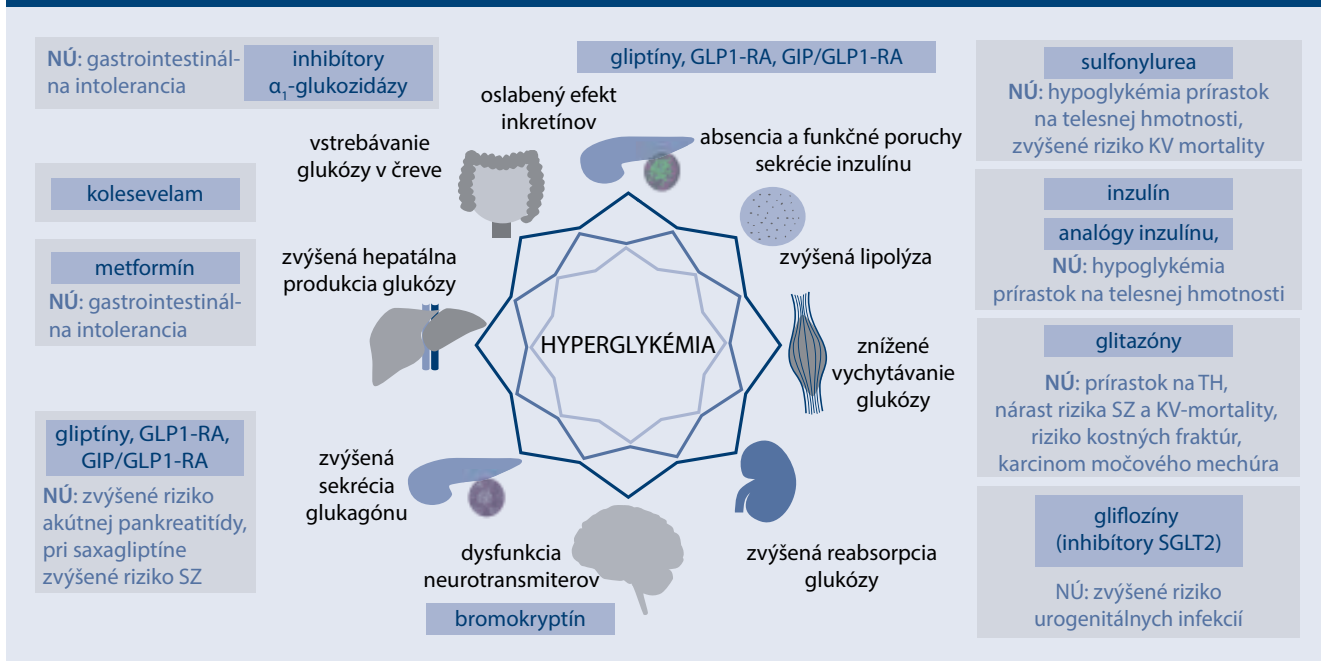 NÚ: gastrointestinál-
na intolerancia
inhibítory
α1-glukozidázy
gliptíny, GLP1-RA, GIP/GLP1-RA
sulfonylurea
NÚ: hypoglykémia prírastok
na telesnej hmotnosti,
zvýšené riziko KV mortality
oslabený efekt
inkretínov
absencia a funkčné poruchy
sekrécie inzulínu
vstrebávanie
glukózy v čreve
kolesevelam
inzulín
analógy inzulínu,
NÚ: hypoglykémia
prírastok na telesnej hmotnosti
zvýšená lipolýza
zvýšená hepatálna
produkcia glukózy
metformín
NÚ: gastrointestinál-
na intolerancia
HYPERGLYKÉMIA
znížené
vychytávanie
glukózy
glitazóny
NÚ: prírastok na TH,
nárast rizika SZ a KV-mortality,
riziko kostných fraktúr,
karcinom močového mechúra
gliptíny, GLP1-RA,
GIP/GLP1-RA
NÚ: zvýšené riziko
akútnej pankreatitídy,
pri saxagliptíne
zvýšené riziko SZ
zvýšená
sekrécia
glukagónu
dysfunkcia
neurotransmiterov
bromokryptín
zvýšená reabsorpcia
glukózy
gliflozíny
(inhibítory SGLT2)
NÚ: zvýšené riziko
urogenitálnych infekcií